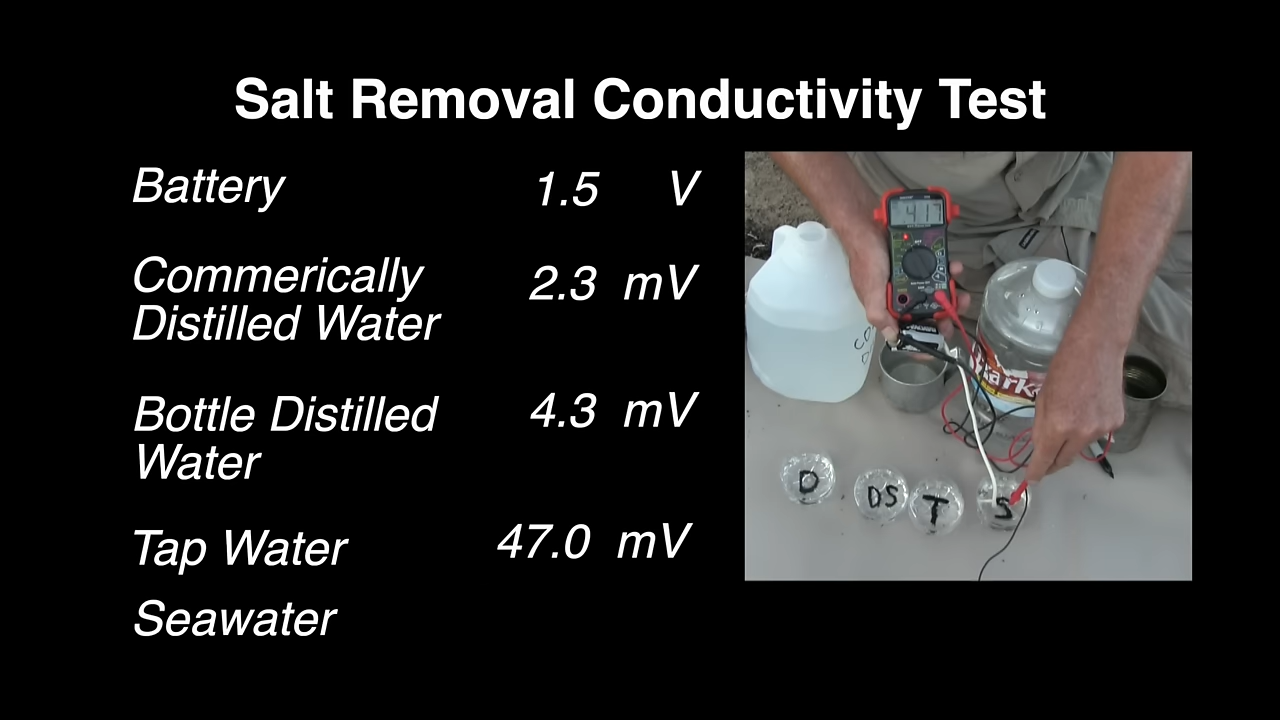 Salt Removal Conductivity Test
Battery 1.5 V
Commerically
Distilled Water 2.3 mV
Bottle Distilled
Water 4.3 mV
Tap Water 47.0 mV
Seawater
D
DS
T
S